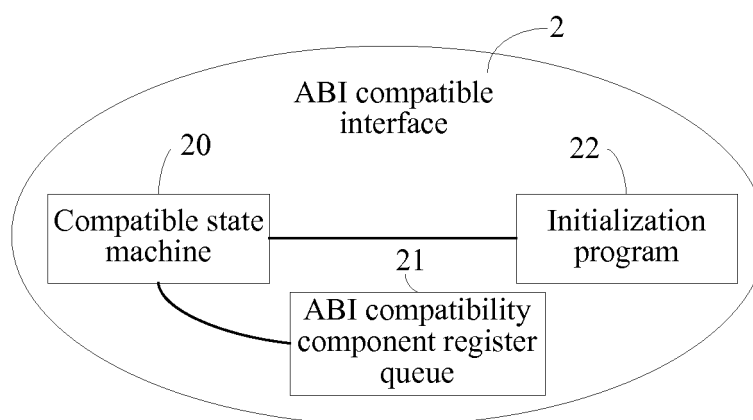 2
ABI compatible
interface
20
22
Compatible state
machine
Initialization
program
21
ABI compatibility
component register
queue